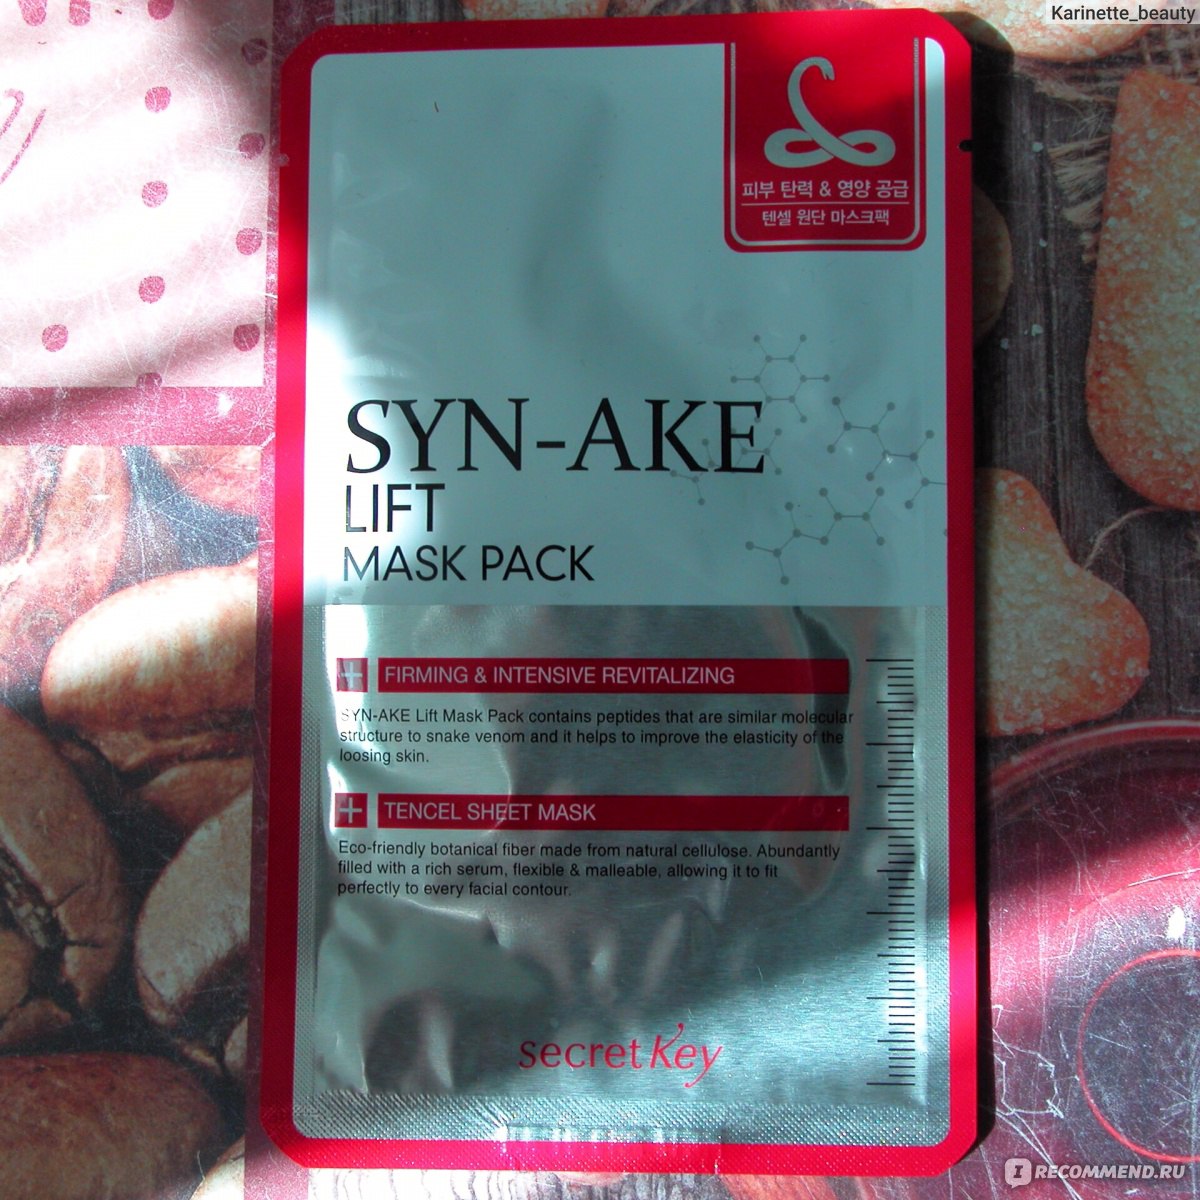 Karinette_beauty
피부 탄력 & 영양 공급
텐셀 원단 마스크팩
SYN-AKE
LIFT
MASK PACK
FIRMING & INTENSIVE REVITALIZING
SYN-AKE Lift Mask Pack contains peptides that are similar molecular
structure to snake venom and it helps to improve the elasticity of the
loosing skin.
TENCEL SHEET MASK
Eco-friendly botanical fiber made from natural cellulose. Abundantly
filled with a rich serum, flexible & malleable, allowing it to fit
perfectly to every facial contour.
secret Key
IRECOMMEND.RU